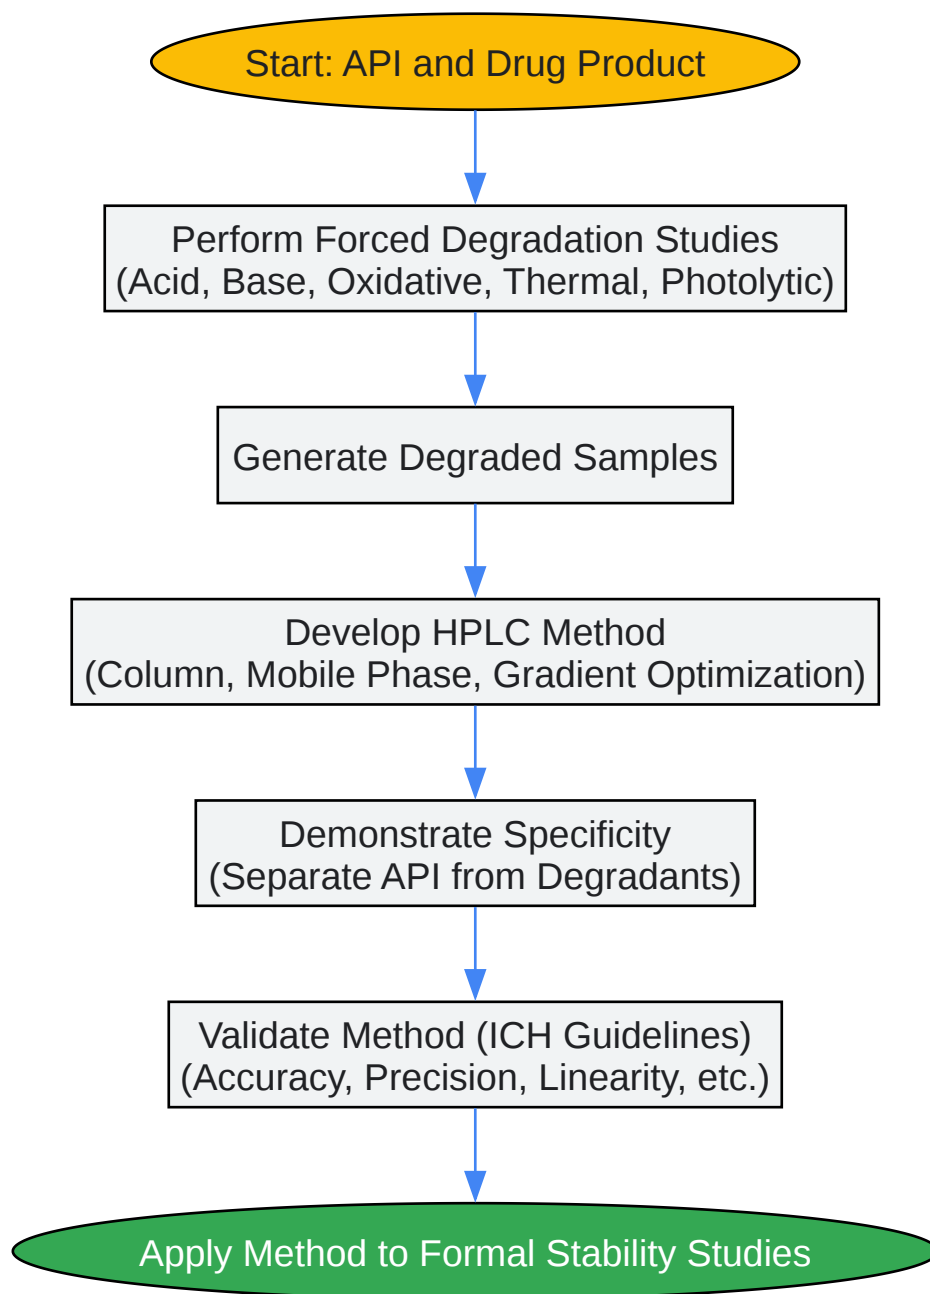 Start: API and Drug Product
Perform Forced Degradation Studies
(Acid, Base, Oxidative, Thermal, Photolytic)
Generate Degraded Samples
Develop HPLC Method
(Column, Mobile Phase, Gradient Optimization)
Demonstrate Specificity
(Separate API from Degradants)
Validate Method (ICH Guidelines)
(Accuracy, Precision, Linearity, etc.)
Apply Method to Formal Stability Studies